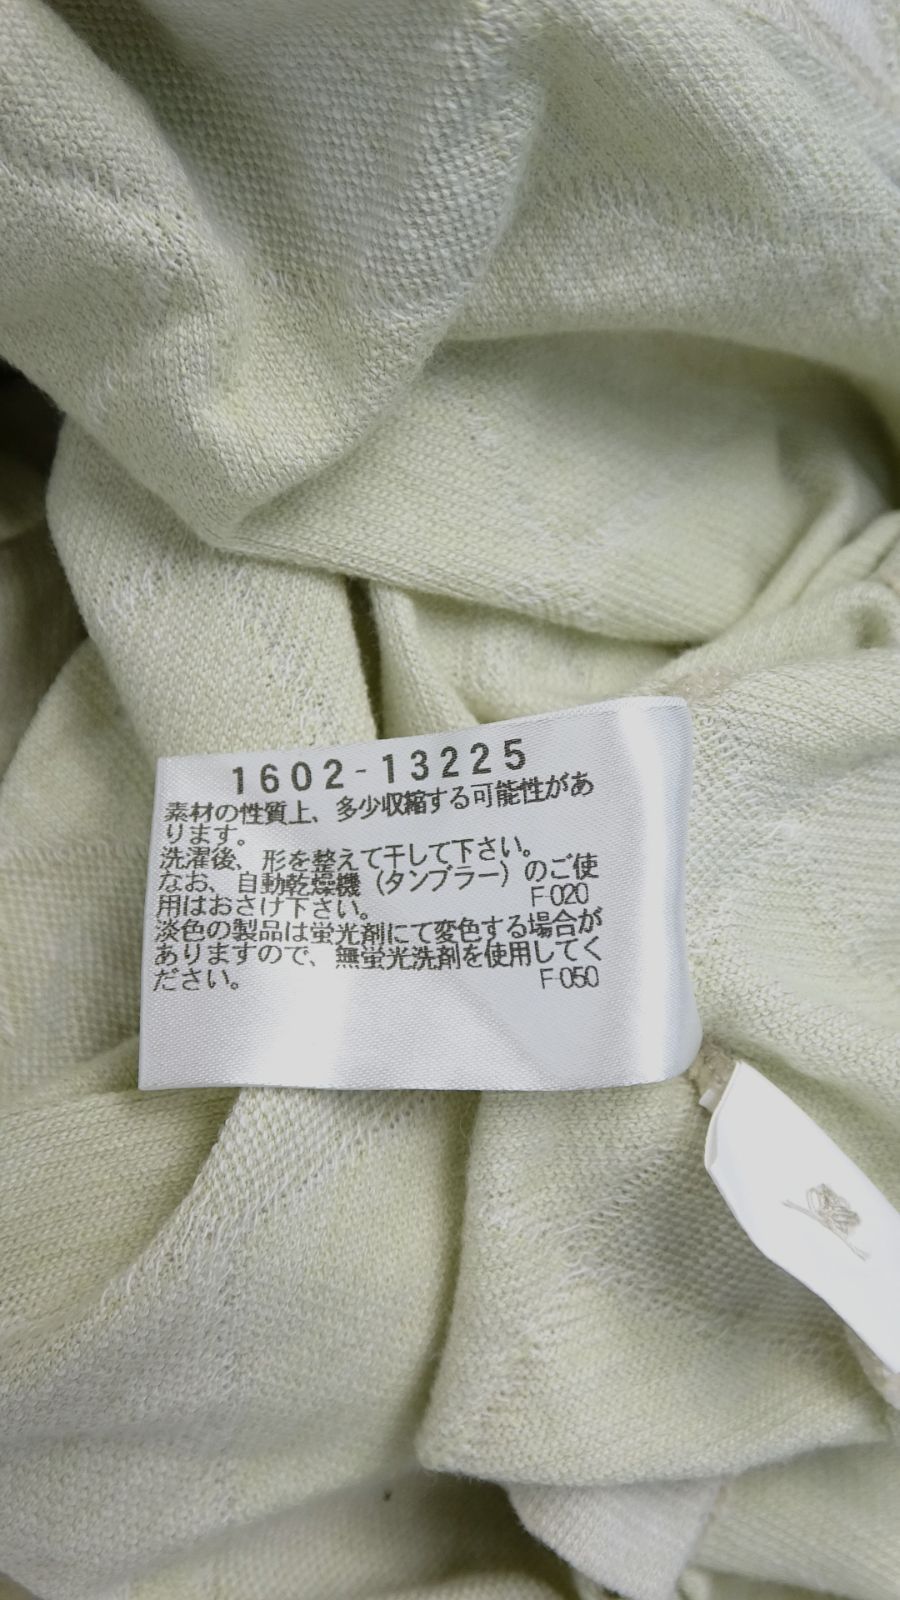 1602-13225
素材の性質上、多少収縮する可能性があ
ります。
洗濯後、形を整えて干して下さい。
なお、自動乾燥機（タンブラー）のご使
用はおさけ下さい。 F-020
淡色の製品は蛍光剤にて変色する場合が
ありますので、無蛍光洗剤を使用してく
ださい。 F-050